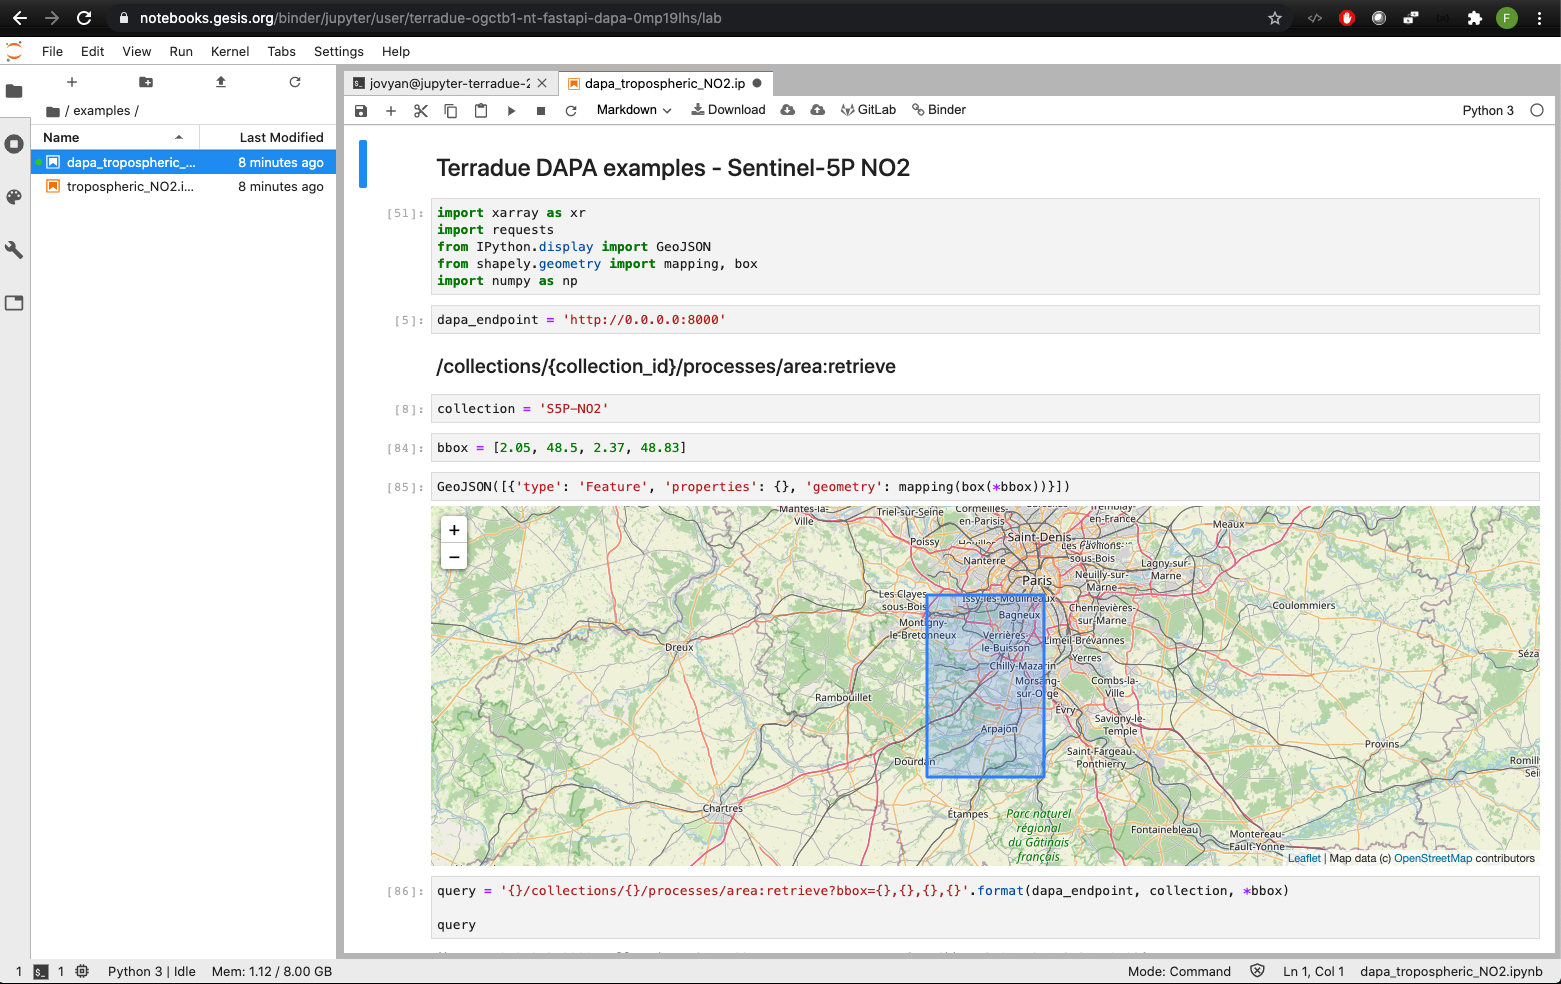 notebooks.gesis.org/binder/jupyter/user/terradue-ogctb1-nt-fastapi-dapa-0mp19lhs/lab
F
File Edit View Run Kernel Tabs Settings Help
jovyan@jupyter-terradue-2
dapa_tropospheric_NO2.ip
/ examples /
Markdown
Download
GitLab
Binder
Python 3
Name
Last Modified
dapa_tropospheric_... 8 minutes ago
tropospheric_NO2.i... 8 minutes ago
Terradue DAPA examples - Sentinel-5P NO2
[51]:
import xarray as xr
import requests
from IPython.display import GeoJSON
from shapely.geometry import mapping, box
import numpy as np
[5]: dapa_endpoint = 'http://0.0.0.0:8000'
/collections/{collection_id}/processes/area:retrieve
[8]: collection = 'S5P-NO2'
[84]: bbox = [2.05, 48.5, 2.37, 48.83]
[85]: GeoJSON([{'type': 'Feature', 'properties': {}, 'geometry': mapping(box(*bbox))}])
+
−
Mantes-la-
Ville
Triel-sur-Seine
Cormeilles-
en-Parisis
en-France
Meaux
Poissy
Saint-Denis
sous-Bois
Nanterre
Lagny-sur-
Marne
Paris
Neuilly-sur-
Marne
Les Clayes-
sous-Bois
Issy-les-Moulineaux
Bagneux
Chennevières-
sur-Marne
Coulommiers
Montigny-
le-Bretonneux
Verrières-
le-Buisson
Limeil-Brévannes
Dreux
Yerres
Séza
Chilly-Mazarin
Morsang-
sur-Orge
Combs-la-
Ville
Rambouillet
Évry
Savigny-le-
Temple
Arpajon
Provins
Dourdan
Saint-Fargeau-
Ponthierry
Romill
Sei
Chartres
Étampes
Parc naturel
régional
du Gâtinais
français
Fontainebleau
Montereau-
Fault-Yonne
Leaflet | Map data (c) OpenStreetMap contributors
[86]: query = '{}/collections/{}/processes/area:retrieve?bbox={},{},{},{}'.format(dapa_endpoint, collection, *bbox)
query
1
1
Python 3 | Idle
Mem: 1.12 / 8.00 GB
Mode: Command
Ln 1, Col 1
dapa_tropospheric_NO2.ipynb